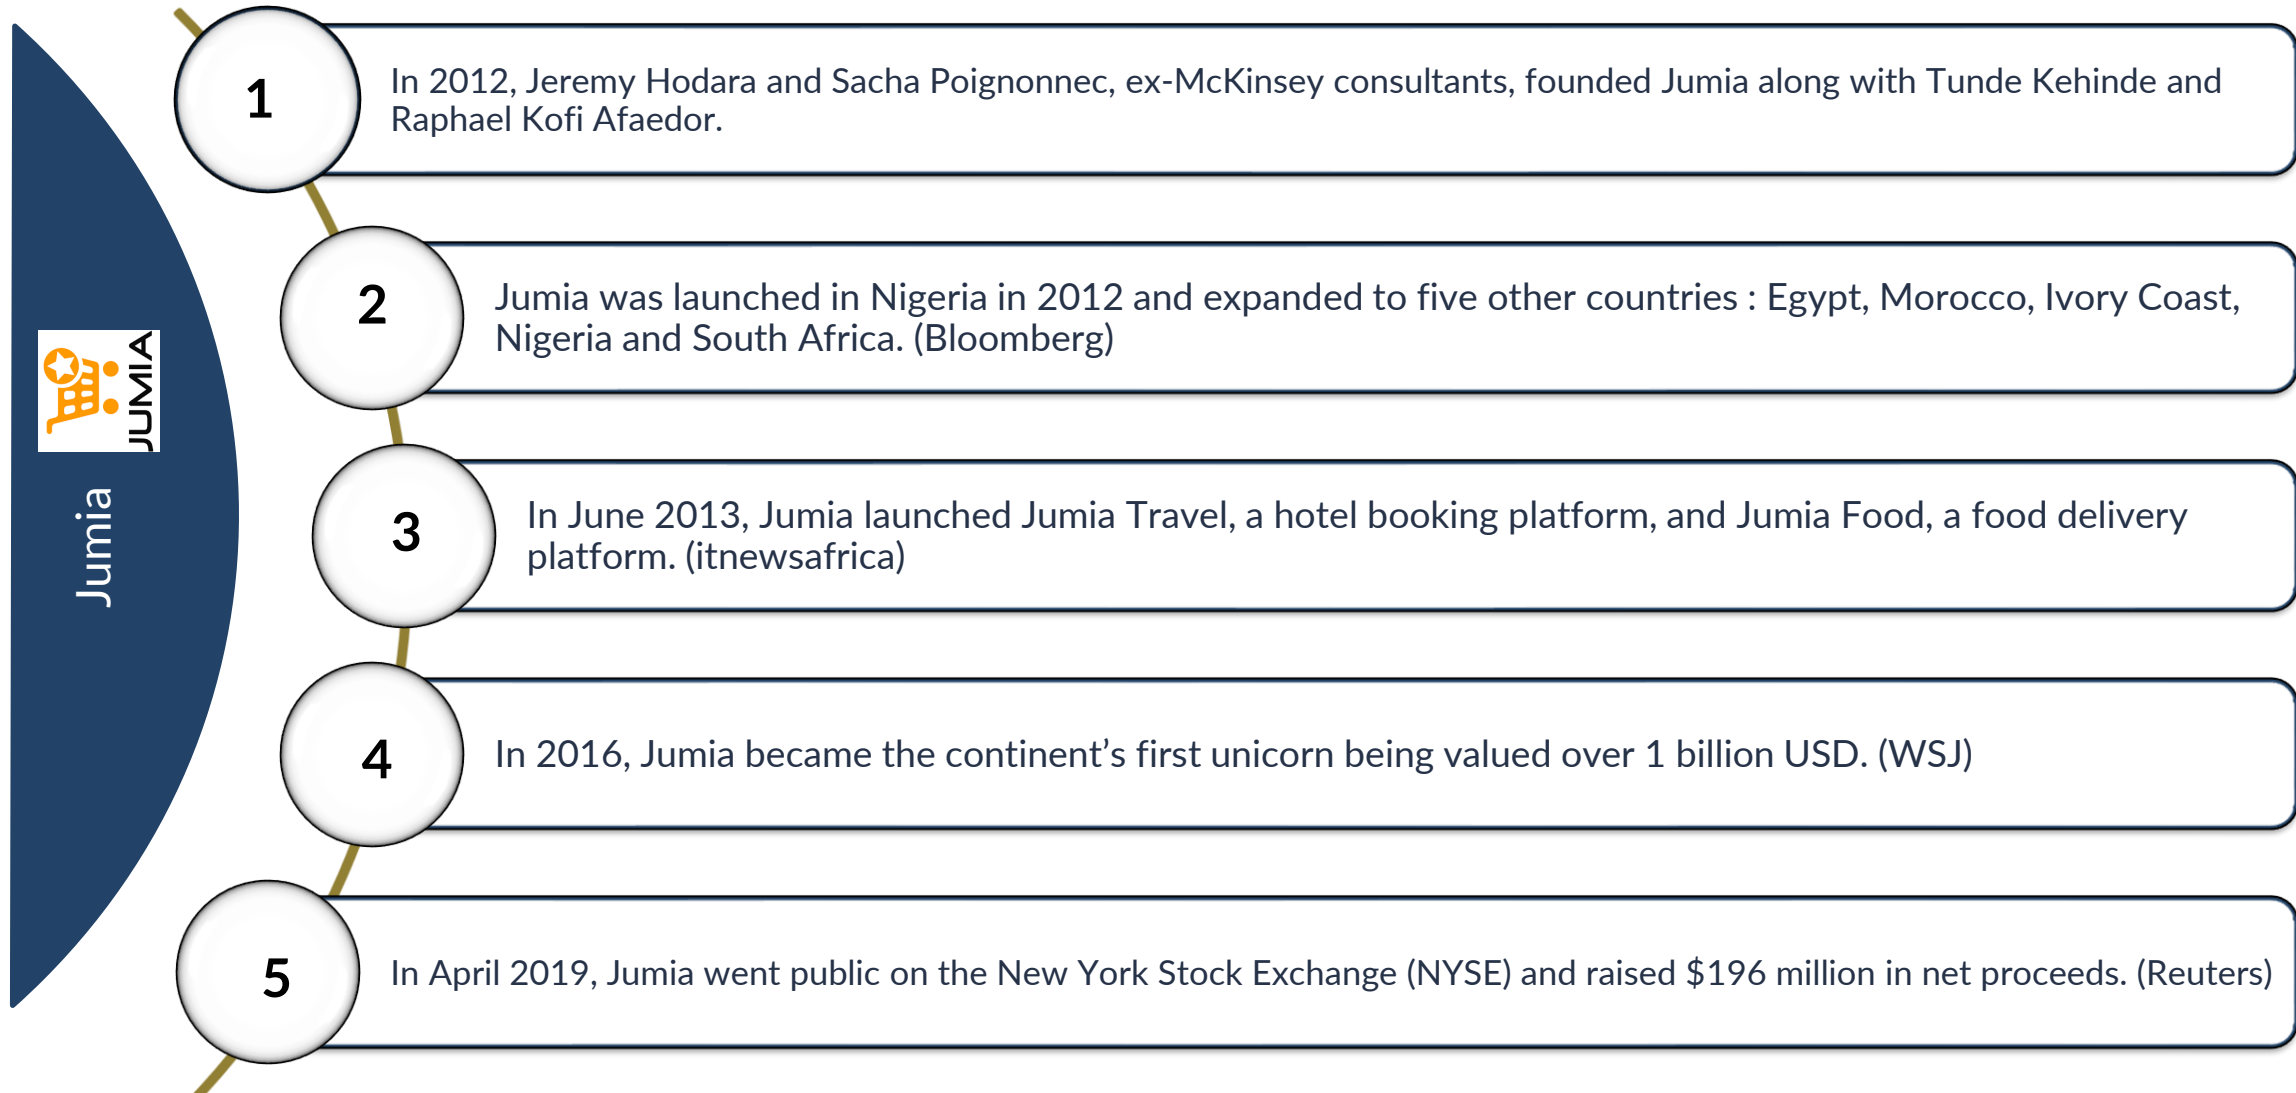 JUMIA
Jumia
1
In 2012, Jeremy Hodara and Sacha Poignonnec, ex-McKinsey consultants, founded Jumia along with Tunde Kehinde and
Raphael Kofi Afaedor.
2
Jumia was launched in Nigeria in 2012 and expanded to five other countries : Egypt, Morocco, Ivory Coast,
Nigeria and South Africa. (Bloomberg)
3
In June 2013, Jumia launched Jumia Travel, a hotel booking platform, and Jumia Food, a food delivery
platform. (itnewsafrica)
4
In 2016, Jumia became the continent’s first unicorn being valued over 1 billion USD. (WSJ)
5
In April 2019, Jumia went public on the New York Stock Exchange (NYSE) and raised $196 million in net proceeds. (Reuters)